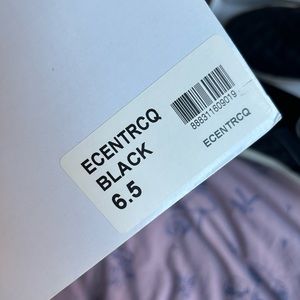 ECENTRCQ
BLACK
6.5
888311609019
ECENTRCQ